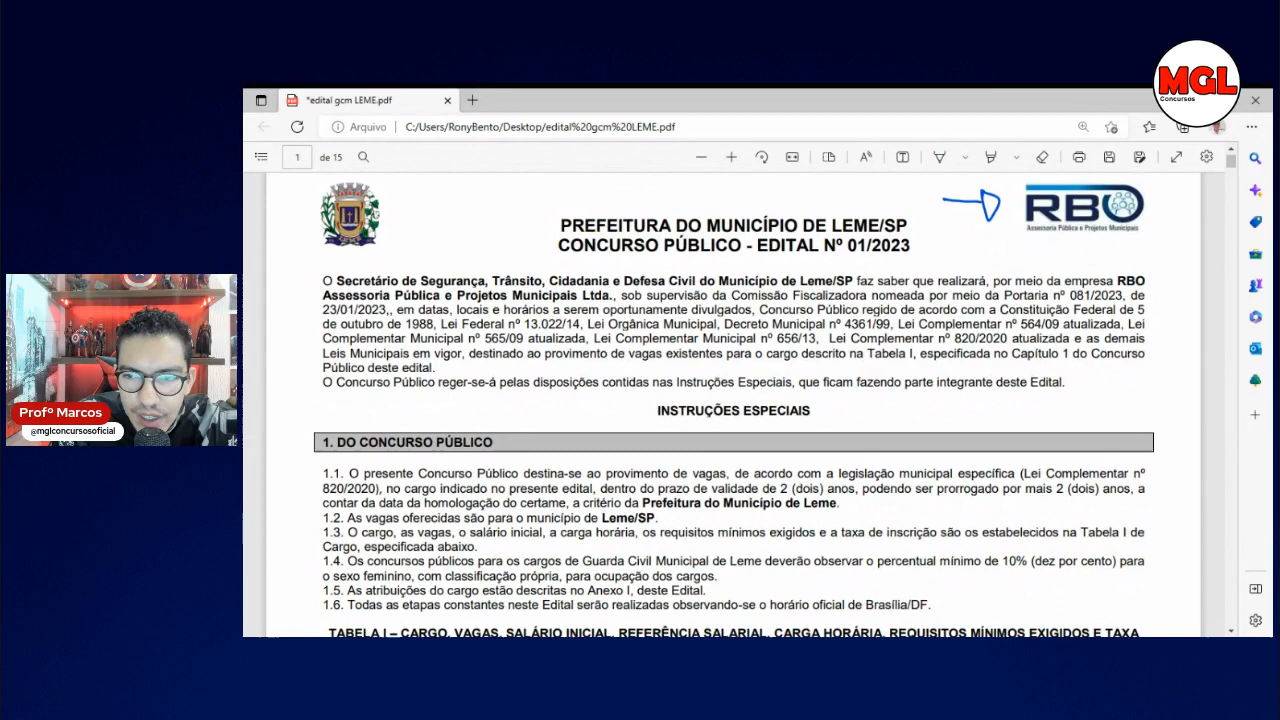 MGL
Concursos
*edital gcm LEME.pdf
Arquivo
C:/Users/RonyBento/Desktop/edital%20gcm%20LEME.pdf
1
de 15
RBO
Assessoria Pública e Projetos Municipais
PREFEITURA DO MUNICÍPIO DE LEME/SP
CONCURSO PÚBLICO - EDITAL Nº 01/2023
O Secretário de Segurança, Trânsito, Cidadania e Defesa Civil do Município de Leme/SP faz saber que realizará, por meio da empresa RBO
Assessoria Pública e Projetos Municipais Ltda., sob supervisão da Comissão Fiscalizadora nomeada por meio da Portaria nº 081/2023, de
23/01/2023,, em datas, locais e horários a serem oportunamente divulgados, Concurso Público regido de acordo com a Constituição Federal de 5
de outubro de 1988, Lei Federal nº 13.022/14, Lei Orgânica Municipal, Decreto Municipal nº 4361/99, Lei Complementar nº 564/09 atualizada, Lei
Complementar Municipal nº 565/09 atualizada, Lei Complementar Municipal nº 656/13, Lei Complementar nº 820/2020 atualizada e as demais
Leis Municipais em vigor, destinado ao provimento de vagas existentes para o cargo descrito na Tabela I, especificada no Capítulo 1 do Concurso
Público deste edital.
O Concurso Público reger-se-á pelas disposições contidas nas Instruções Especiais, que ficam fazendo parte integrante deste Edital.
INSTRUÇÕES ESPECIAIS
1. DO CONCURSO PÚBLICO
1.1. O presente Concurso Público destina-se ao provimento de vagas, de acordo com a legislação municipal específica (Lei Complementar nº
820/2020), no cargo indicado no presente edital, dentro do prazo de validade de 2 (dois) anos, podendo ser prorrogado por mais 2 (dois) anos, a
contar da data da homologação do certame, a critério da Prefeitura do Município de Leme.
1.2. As vagas oferecidas são para o município de Leme/SP.
1.3. O cargo, as vagas, o salário inicial, a carga horária, os requisitos mínimos exigidos e a taxa de inscrição são os estabelecidos na Tabela I de
Cargo, especificada abaixo.
1.4. Os concursos públicos para os cargos de Guarda Civil Municipal de Leme deverão observar o percentual mínimo de 10% (dez por cento) para
o sexo feminino, com classificação própria, para ocupação dos cargos.
1.5. As atribuições do cargo estão descritas no Anexo I, deste Edital.
1.6. Todas as etapas constantes neste Edital serão realizadas observando-se o horário oficial de Brasília/DF.
TABELA I – CARGO, VAGAS, SALÁRIO INICIAL, REFERÊNCIA SALARIAL, CARGA HORÁRIA, REQUISITOS MÍNIMOS EXIGIDOS E TAXA
Profº Marcos
@mglconcursosoficial